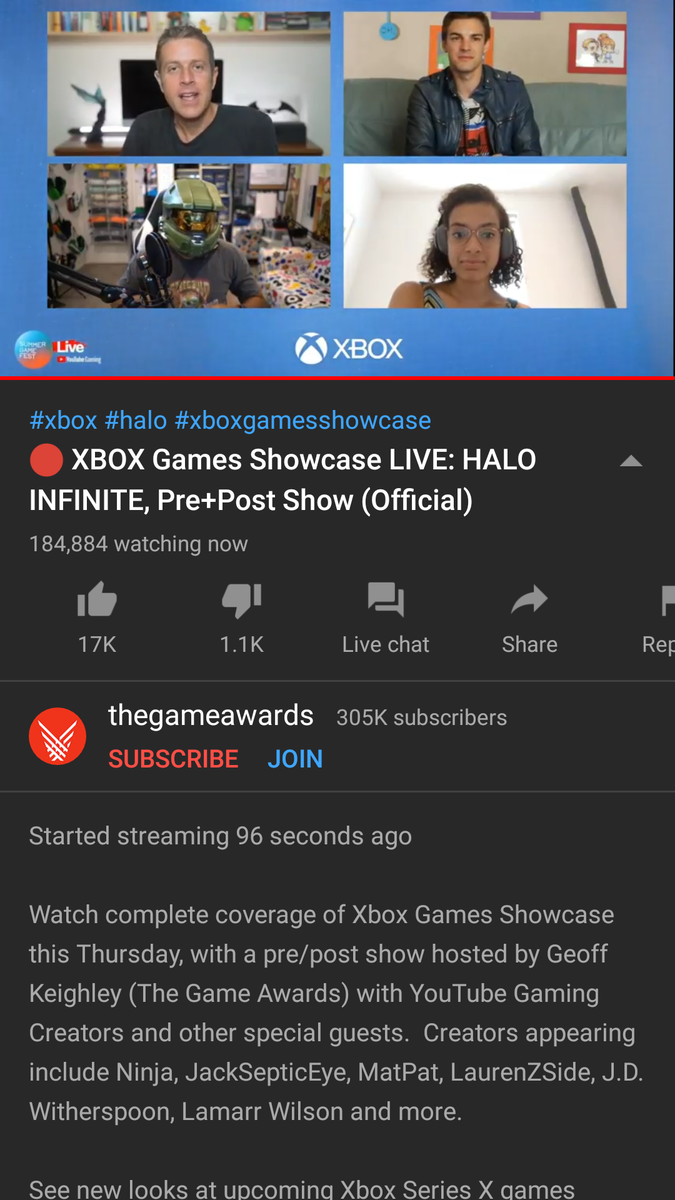 SUMMER
GAME
FEST
Live
YouTube Gaming
XBOX
#xbox #halo #xboxgamesshowcase
XBOX Games Showcase LIVE: HALO
INFINITE, Pre+Post Show (Official)
184,884 watching now
17K
1.1K
Live chat
Share
Rep
thegameawards 305K subscribers
SUBSCRIBE JOIN
Started streaming 96 seconds ago
Watch complete coverage of Xbox Games Showcase
this Thursday, with a pre/post show hosted by Geoff
Keighley (The Game Awards) with YouTube Gaming
Creators and other special guests. Creators appearing
include Ninja, JackSepticEye, MatPat, LaurenZSide, J.D.
Witherspoon, Lamarr Wilson and more.
See new looks at upcoming Xbox Series X games